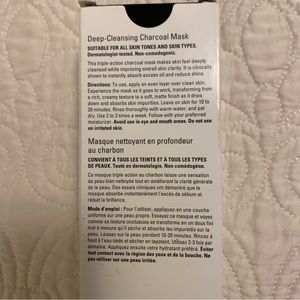 Deep-Cleansing Charcoal Mask
SUITABLE FOR ALL SKIN TONES AND SKIN TYPES.
Dermatologist-tested. Non-comedogenic.
This triple-action charcoal mask makes skin feel deeply
cleansed while improving overall skin clarity. It is clinically
shown to instantly absorb excess oil and reduce shine.
Directions: To use, apply an even layer over clean skin.
Experience the mask as it goes to work, transforming from
a rich, creamy texture to a soft, matte finish as it dries
down and absorbs skin impurities. Leave on skin for 10 to
20 minutes. Rinse thoroughly with warm water, and pat
dry. Use 2 to 3 times a week. Follow with your preferred
moisturizer. Avoid use in eye and mouth areas. Do not use
on irritated skin.
Masque nettoyant en profondeur
au charbon
CONVIENT À TOUS LES TEINTS ET À TOUS LES TYPES
DE PEAUX. Testé en dermatologie. Non comédogène.
Ce masque triple action au charbon laisse une sensation
de peau bien nettoyée tout en améliorant la clarté générale
de la peau. Des essais cliniques ont démontré que le masque
absorbe instantanément l'excès de sébum et
réduit la brillance.
Mode d'emploi : Pour l'utiliser, appliquez-en une couche
uniforme sur une peau propre. Essayez ce masque et voyez
comme sa texture onctueuse se transforme en un doux fini
mat à mesure qu'il sèche et absorbe les impuretés sur la
peau. Laissez sur la peau pendant 10-20 minutes. Rincez à
fond à l'eau tiède et séchez en tapotant. Utilisez 2-3 fois par
semaine. Appliquez ensuite votre hydratant préféré. Éviter
tout contact avec la région des yeux et de la bouche. Ne
pas utiliser sur une peau irritée.